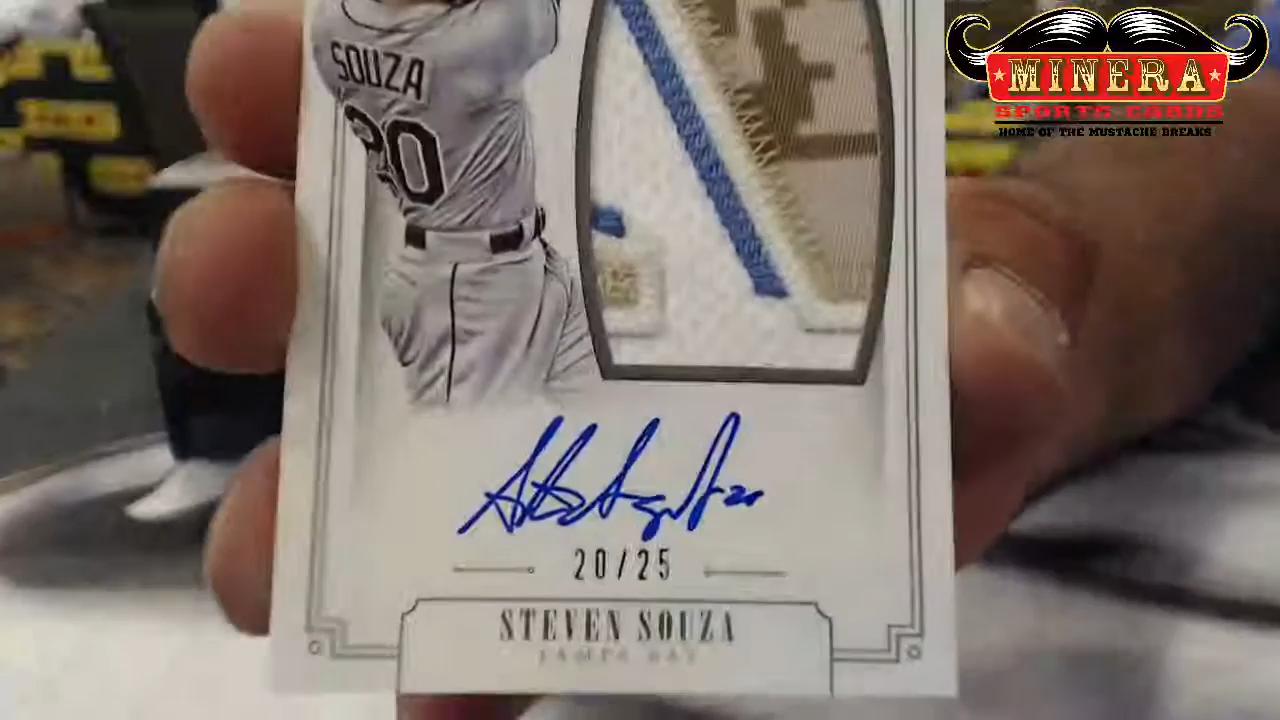 MINERA
SPORTS CARDS
HOME OF THE MUSTACHE BREAKS
SOUZA
20
20/25
STEVEN SOUZA
TAMPA BAY